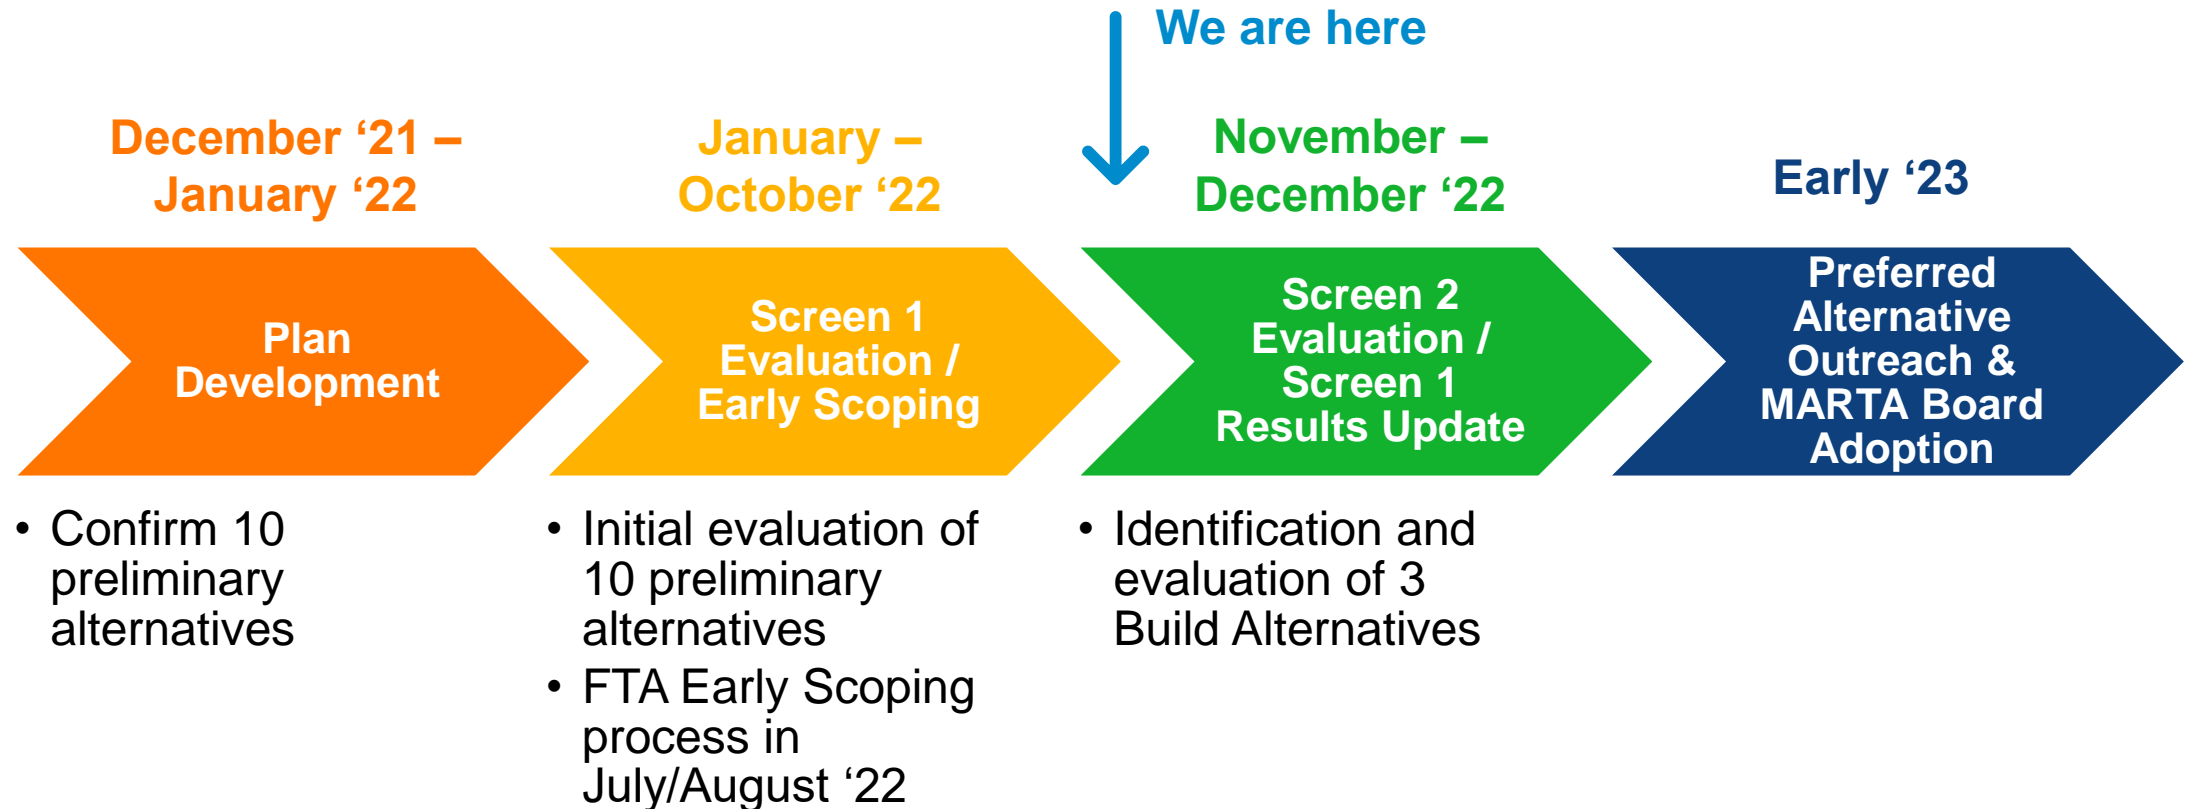 We are here
December ‘21 –
January ‘22
January –
October ‘22
November –
December ‘22
Early ‘23
Plan
Development
Screen 1
Evaluation /
Early Scoping
Screen 2
Evaluation /
Screen 1
Results Update
Preferred
Alternative
Outreach &
MARTA Board
Adoption
• Confirm 10
preliminary
alternatives
• Initial evaluation of
10 preliminary
alternatives
• FTA Early Scoping
process in
July/August ‘22
• Identification and
evaluation of 3
Build Alternatives